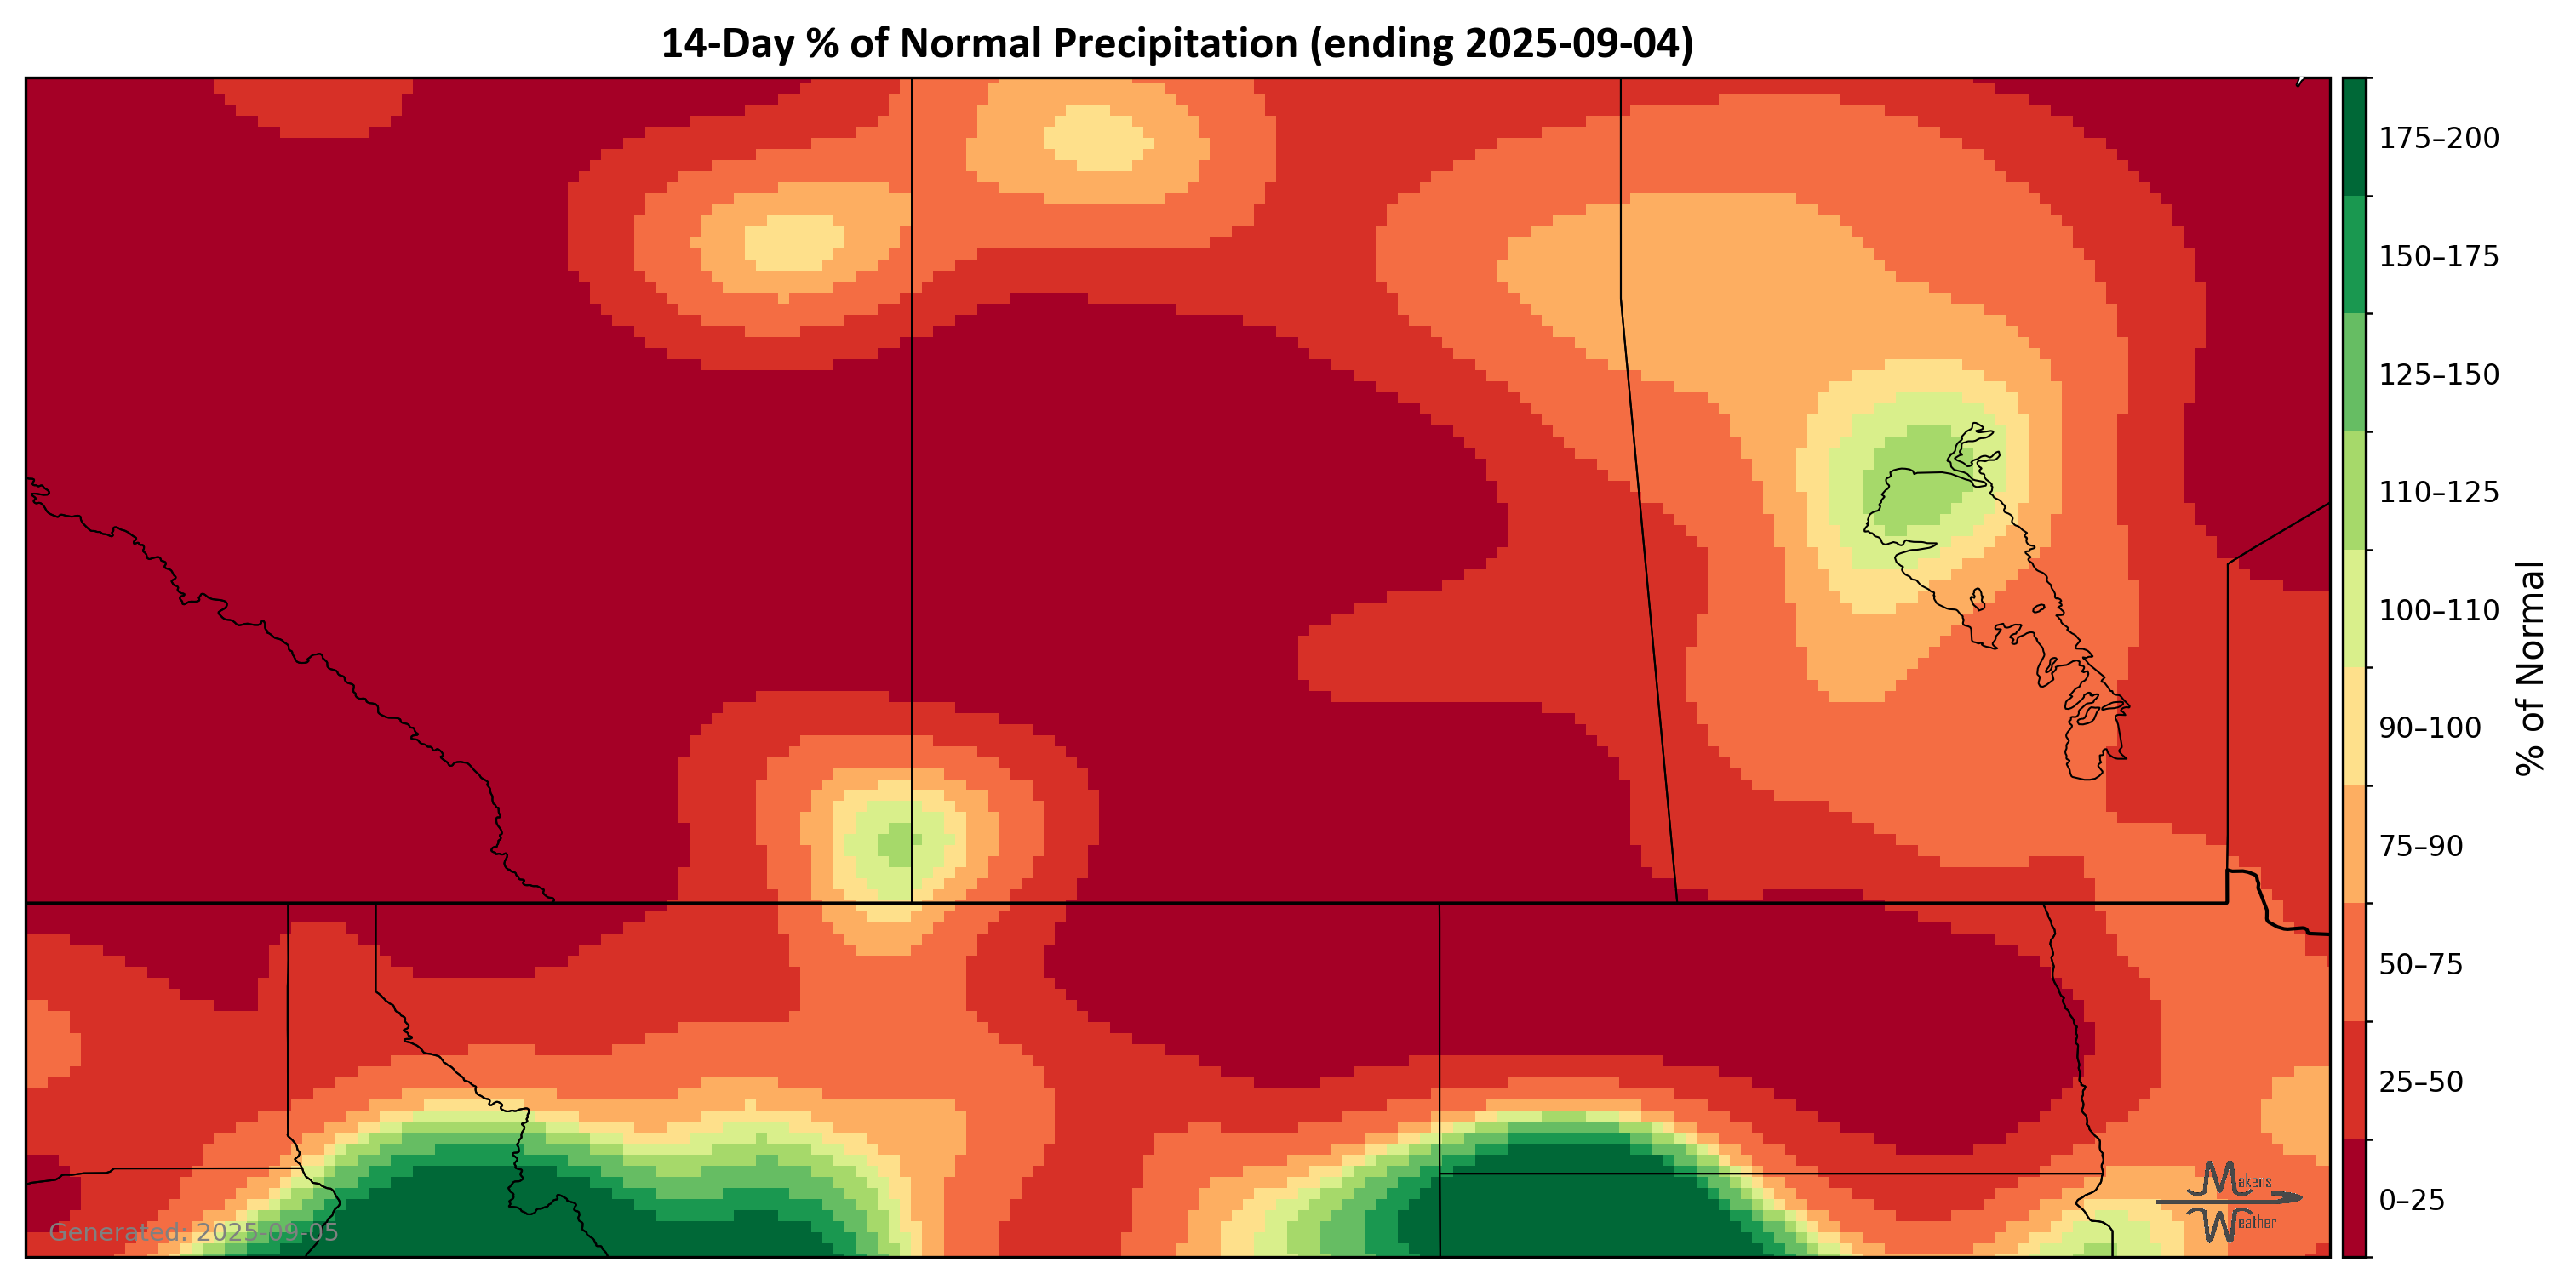 14-Day % of Normal Precipitation (ending 2025-09-04)
175–200
150–175
125–150
110–125
100–110
90–100
75–90
50–75
25–50
0–25
% of Normal
Generated: 2025-09-05
Makens
Weather